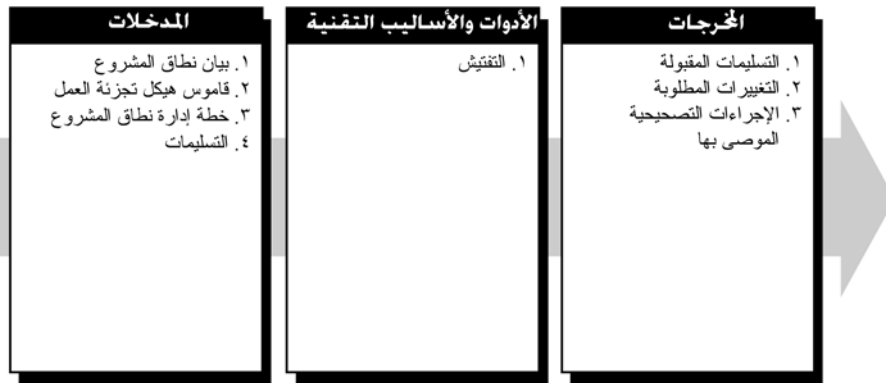 المدخلات
١. بيان نطاق المشروع
٢. قاموس هيكل تجزئة العمل
٣. خطة إدارة نطاق المشروع
٤. التسليمات
الأدوات والأساليب التقنية
١. التفتيش
المخرجات
١. التسليمات المقبولة
٢. التغييرات المطلوبة
٣. الإجراءات التصحيحية
الموصى بها